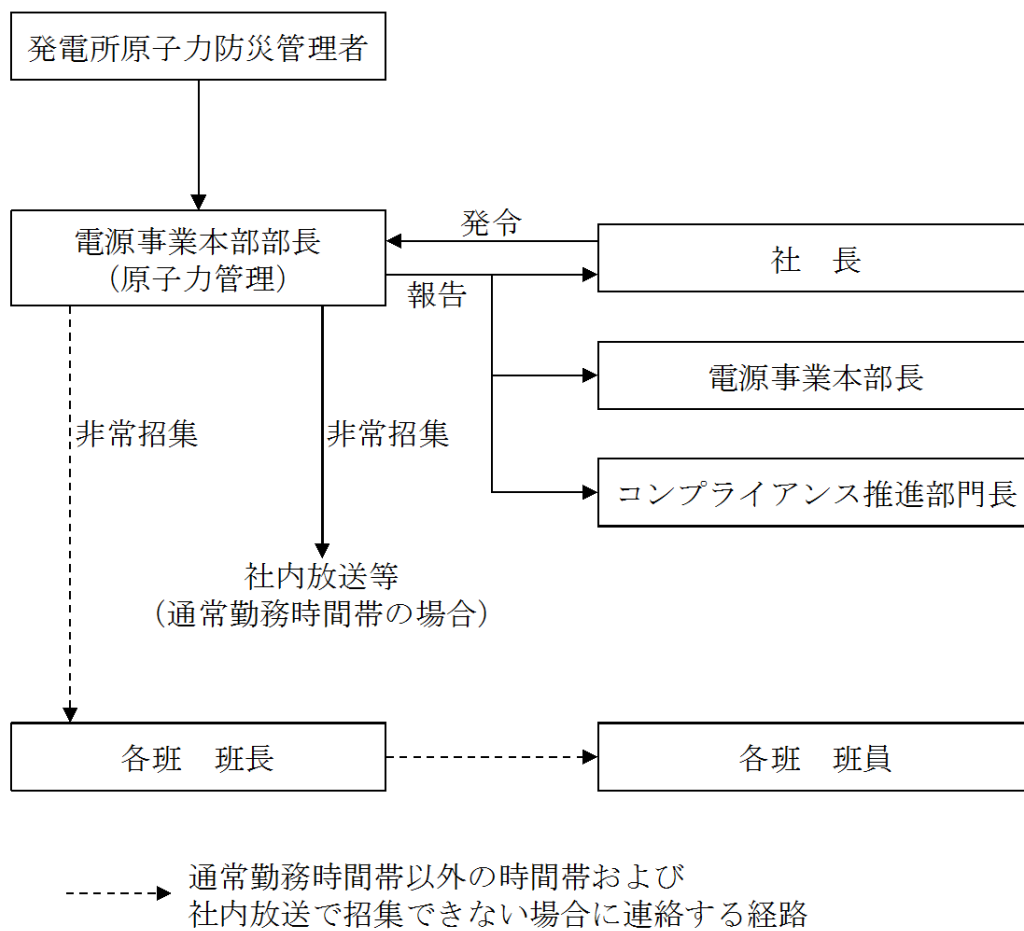 発電所原子力防災管理者
電源事業本部部長
（原子力管理）
発令
報告
社　長
電源事業本部長
コンプライアンス推進部門長
非常招集
非常招集
社内放送等
（通常勤務時間帯の場合）
各班　班長
各班　班員
通常勤務時間帯以外の時間帯および
社内放送で招集できない場合に連絡する経路